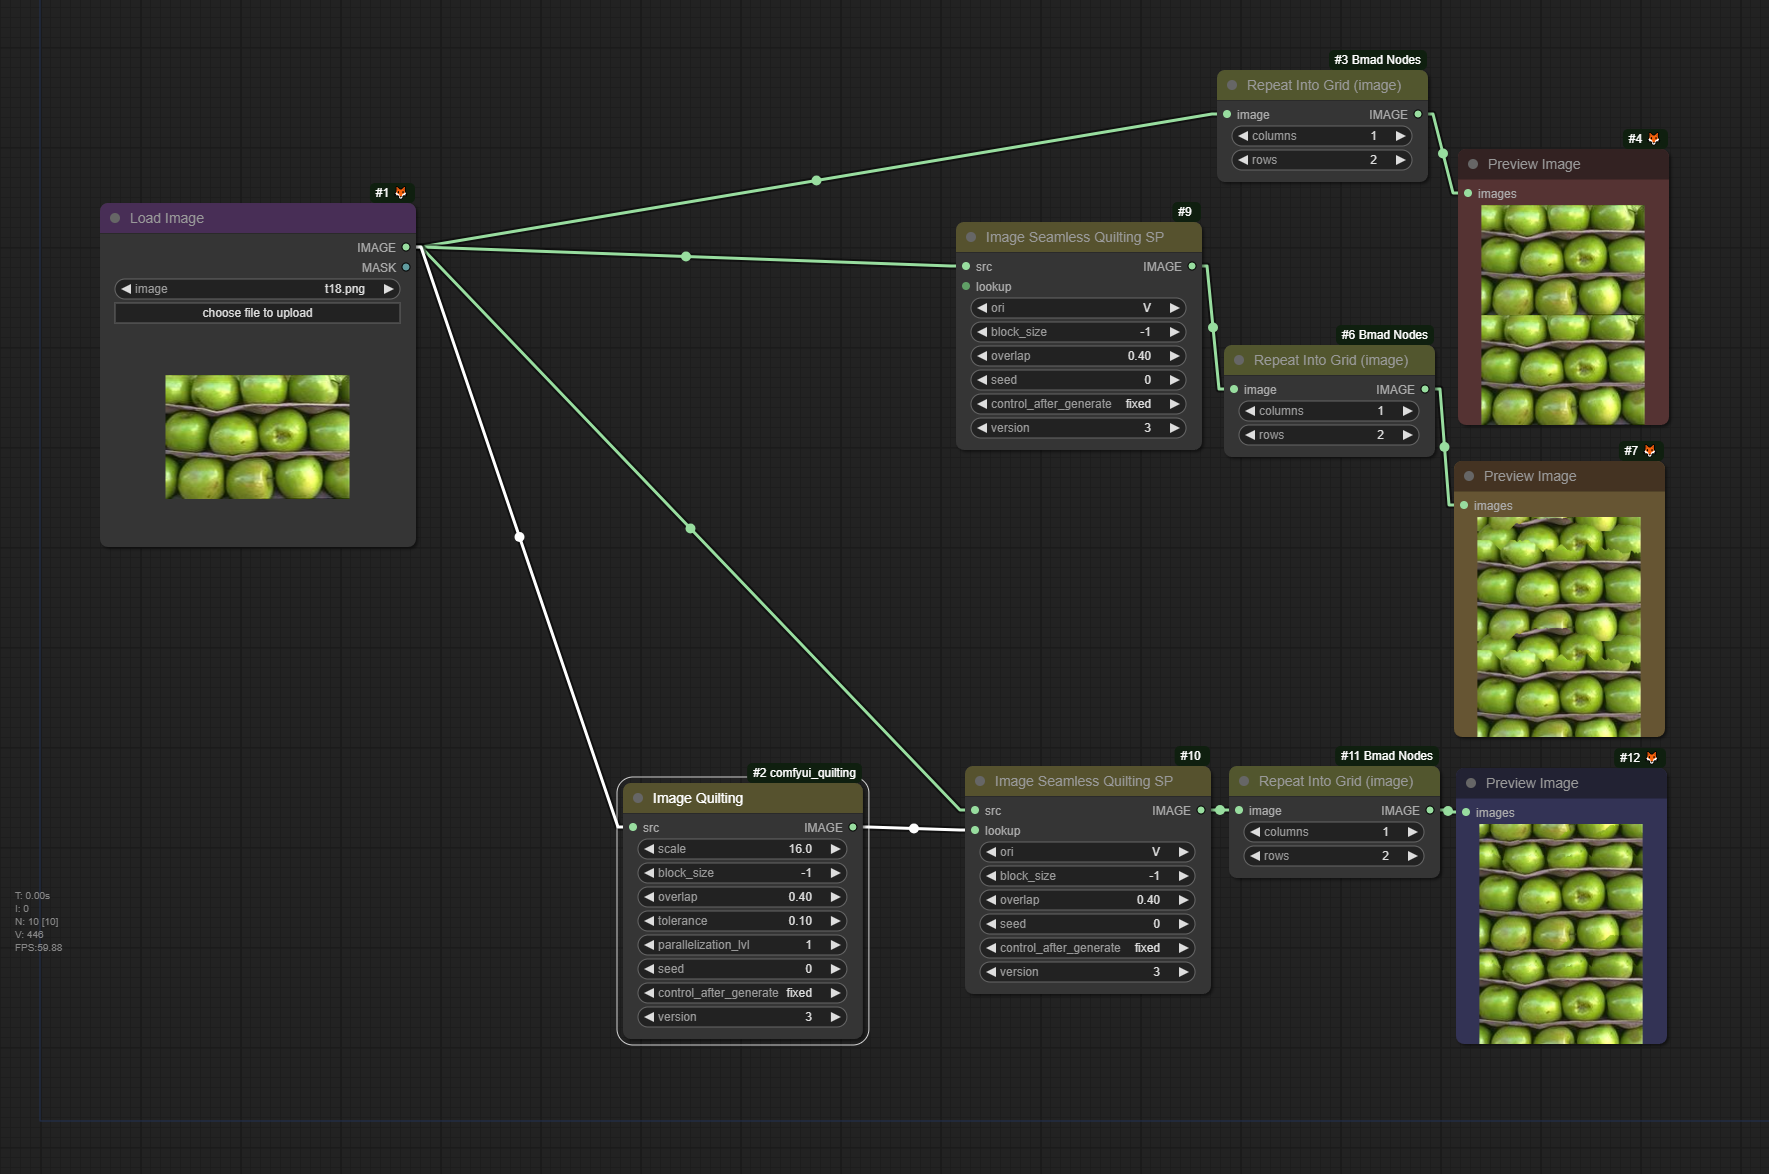 #3 Bmad Nodes
Repeat Into Grid (image)
image IMAGE
columns 1
rows 2
#4
Preview Image
images
#1
Load Image
IMAGE
MASK
image t18.png
choose file to upload
#9
Image Seamless Quilting SP
src IMAGE
lookup
ori V
block_size -1
overlap 0.40
seed 0
control_after_generate fixed
version 3
#6 Bmad Nodes
Repeat Into Grid (image)
image IMAGE
columns 1
rows 2
#7
Preview Image
images
#2 comfyui_quilting
Image Quilting
src IMAGE
scale 16.0
block_size -1
overlap 0.40
tolerance 0.10
parallelization_lvl 1
seed 0
control_after_generate fixed
version 3
#10
Image Seamless Quilting SP
src IMAGE
lookup
ori V
block_size -1
overlap 0.40
seed 0
control_after_generate fixed
version 3
#11 Bmad Nodes
Repeat Into Grid (image)
image IMAGE
columns 1
rows 2
#12
Preview Image
images
T: 0.00s
I: 0
N: 10 [10]
V: 446
FPS:59.88